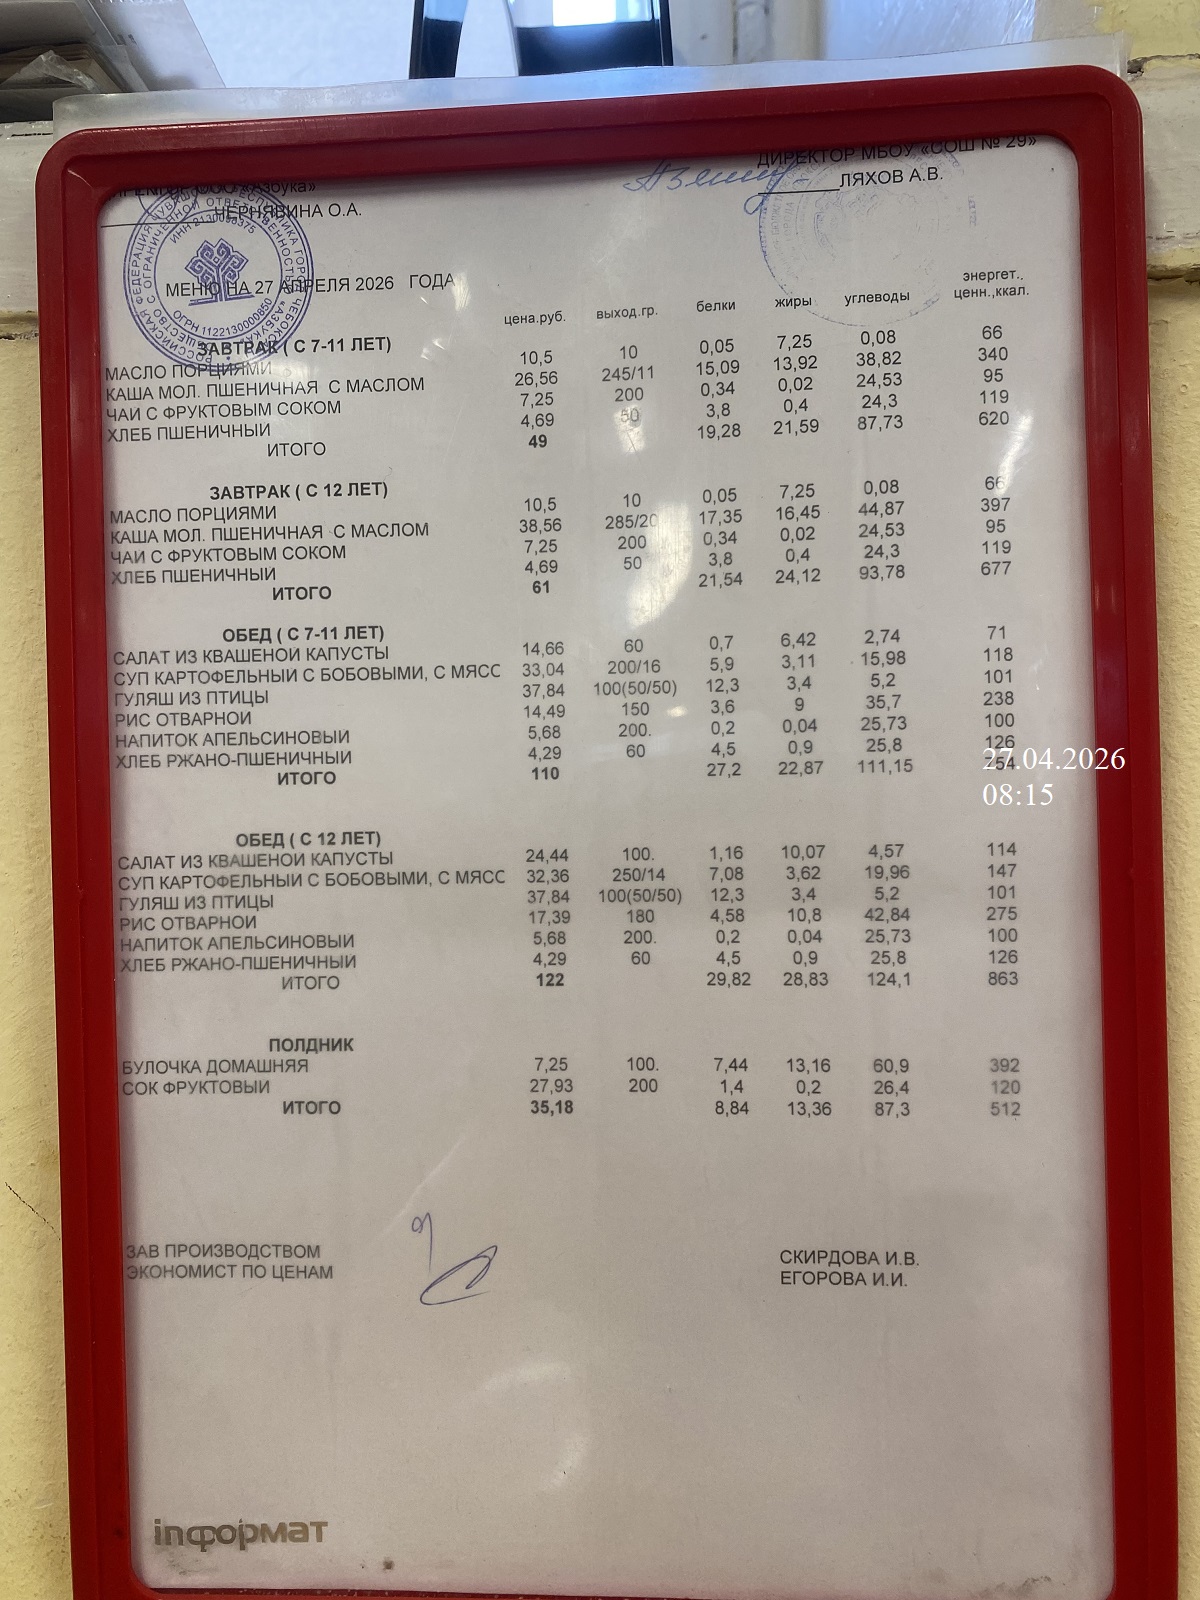 ДИРЕКТОР МБОУ «СОШ № 29»
«Азбука» ЛЯХОВ А.В.
ЧЕРНЯВИНА О.А.
РОССИЙСКАЯ ФЕДЕРАЦИЯ
ИНН 2130098375
ОГРН 1122130000850
МЕНЮ НА 27 АПРЕЛЯ 2026 ГОДА
цена.руб. выход.гр. белки жиры углеводы энергет.. ценн.,ккал.
ЗАВТРАК ( С 7-11 ЛЕТ)
МАСЛО ПОРЦИЯМИ 10,5 10 0,05 7,25 0,08 66
КАША МОЛ. ПШЕНИЧНАЯ С МАСЛОМ 26,56 245/11 15,09 13,92 38,82 340
ЧАИ С ФРУКТОВЫМ СОКОМ 7,25 200 0,34 0,02 24,53 95
ХЛЕБ ПШЕНИЧНЫЙ 4,69 50 3,8 0,4 24,3 119
ИТОГО 49 19,28 21,59 87,73 620
ЗАВТРАК ( С 12 ЛЕТ)
МАСЛО ПОРЦИЯМИ 10,5 10 0,05 7,25 0,08 66
КАША МОЛ. ПШЕНИЧНАЯ С МАСЛОМ 38,56 285/20 17,35 16,45 44,87 397
ЧАИ С ФРУКТОВЫМ СОКОМ 7,25 200 0,34 0,02 24,53 95
ХЛЕБ ПШЕНИЧНЫЙ 4,69 50 3,8 0,4 24,3 119
ИТОГО 61 21,54 24,12 93,78 677
ОБЕД ( С 7-11 ЛЕТ)
САЛАТ ИЗ КВАШЕНОЙ КАПУСТЫ 14,66 60 0,7 6,42 2,74 71
СУП КАРТОФЕЛЬНЫЙ С БОБОВЫМИ, С МЯСС 33,04 200/16 5,9 3,11 15,98 118
ГУЛЯШ ИЗ ПТИЦЫ 37,84 100(50/50) 12,3 3,4 5,2 101
РИС ОТВАРНОЙ 14,49 150 3,6 9 35,7 238
НАПИТОК АПЕЛЬСИНОВЫЙ 5,68 200. 0,2 0,04 25,73 100
ХЛЕБ РЖАНО-ПШЕНИЧНЫЙ 4,29 60 4,5 0,9 25,8 126
ИТОГО 110 27,2 22,87 111,15
27.04.2026
08:15
ОБЕД ( С 12 ЛЕТ)
САЛАТ ИЗ КВАШЕНОЙ КАПУСТЫ 24,44 100. 1,16 10,07 4,57 114
СУП КАРТОФЕЛЬНЫЙ С БОБОВЫМИ, С МЯСС 32,36 250/14 7,08 3,62 19,96 147
ГУЛЯШ ИЗ ПТИЦЫ 37,84 100(50/50) 12,3 3,4 5,2 101
РИС ОТВАРНОЙ 17,39 180 4,58 10,8 42,84 275
НАПИТОК АПЕЛЬСИНОВЫЙ 5,68 200. 0,2 0,04 25,73 100
ХЛЕБ РЖАНО-ПШЕНИЧНЫЙ 4,29 60 4,5 0,9 25,8 126
ИТОГО 122 29,82 28,83 124,1 863
ПОЛДНИК
БУЛОЧКА ДОМАШНЯЯ 7,25 100. 7,44 13,16 60,9 392
СОК ФРУКТОВЫЙ 27,93 200 1,4 0,2 26,4 120
ИТОГО 35,18 8,84 13,36 87,3 512
ЗАВ ПРОИЗВОДСТВОМ СКИРДОВА И.В.
ЭКОНОМИСТ ПО ЦЕНАМ ЕГОРОВА И.И.
inформат